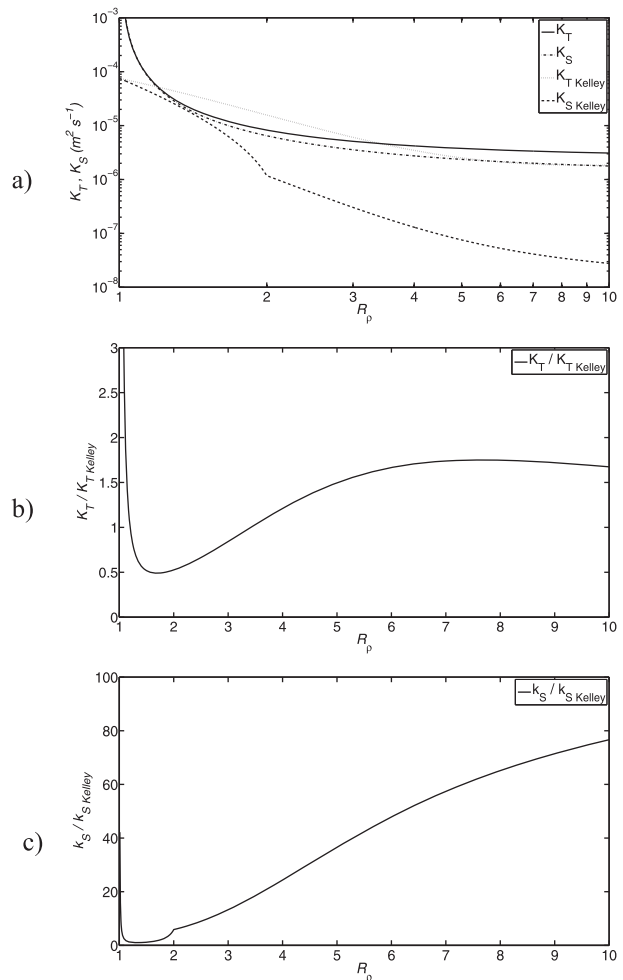 a)
K_T, K_S (m² s⁻¹)
10⁻³
10⁻⁴
10⁻⁵
10⁻⁶
10⁻⁷
10⁻⁸
K_T
K_S
K_T Kelley
K_S Kelley
1 2 3 4 5 6 7 8 9 10
R_ρ
b)
K_T / K_T Kelley
3
2.5
2
1.5
1
0.5
0
K_T / K_T Kelley
1 2 3 4 5 6 7 8 9 10
R_ρ
c)
k_S / k_S Kelley
100
80
60
40
20
0
k_S / k_S Kelley
1 2 3 4 5 6 7 8 9 10
R_ρ